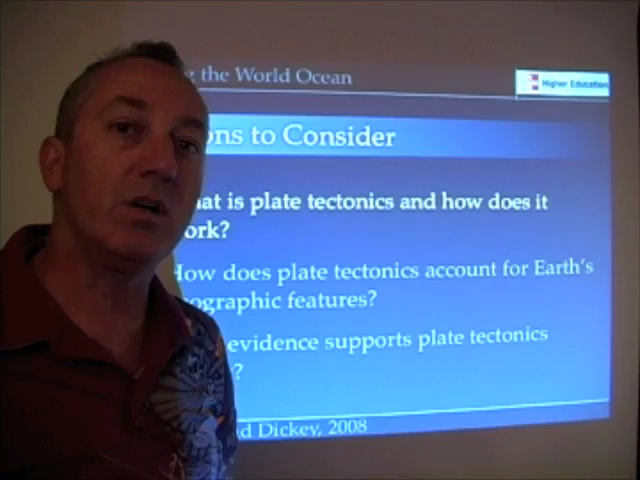 g the World Ocean
Higher Education
ons to Consider
at is plate tectonics and how does it
ork?
How does plate tectonics account for Earth's
ographic features?
evidence supports plate tectonics
?
d Dickey, 2008